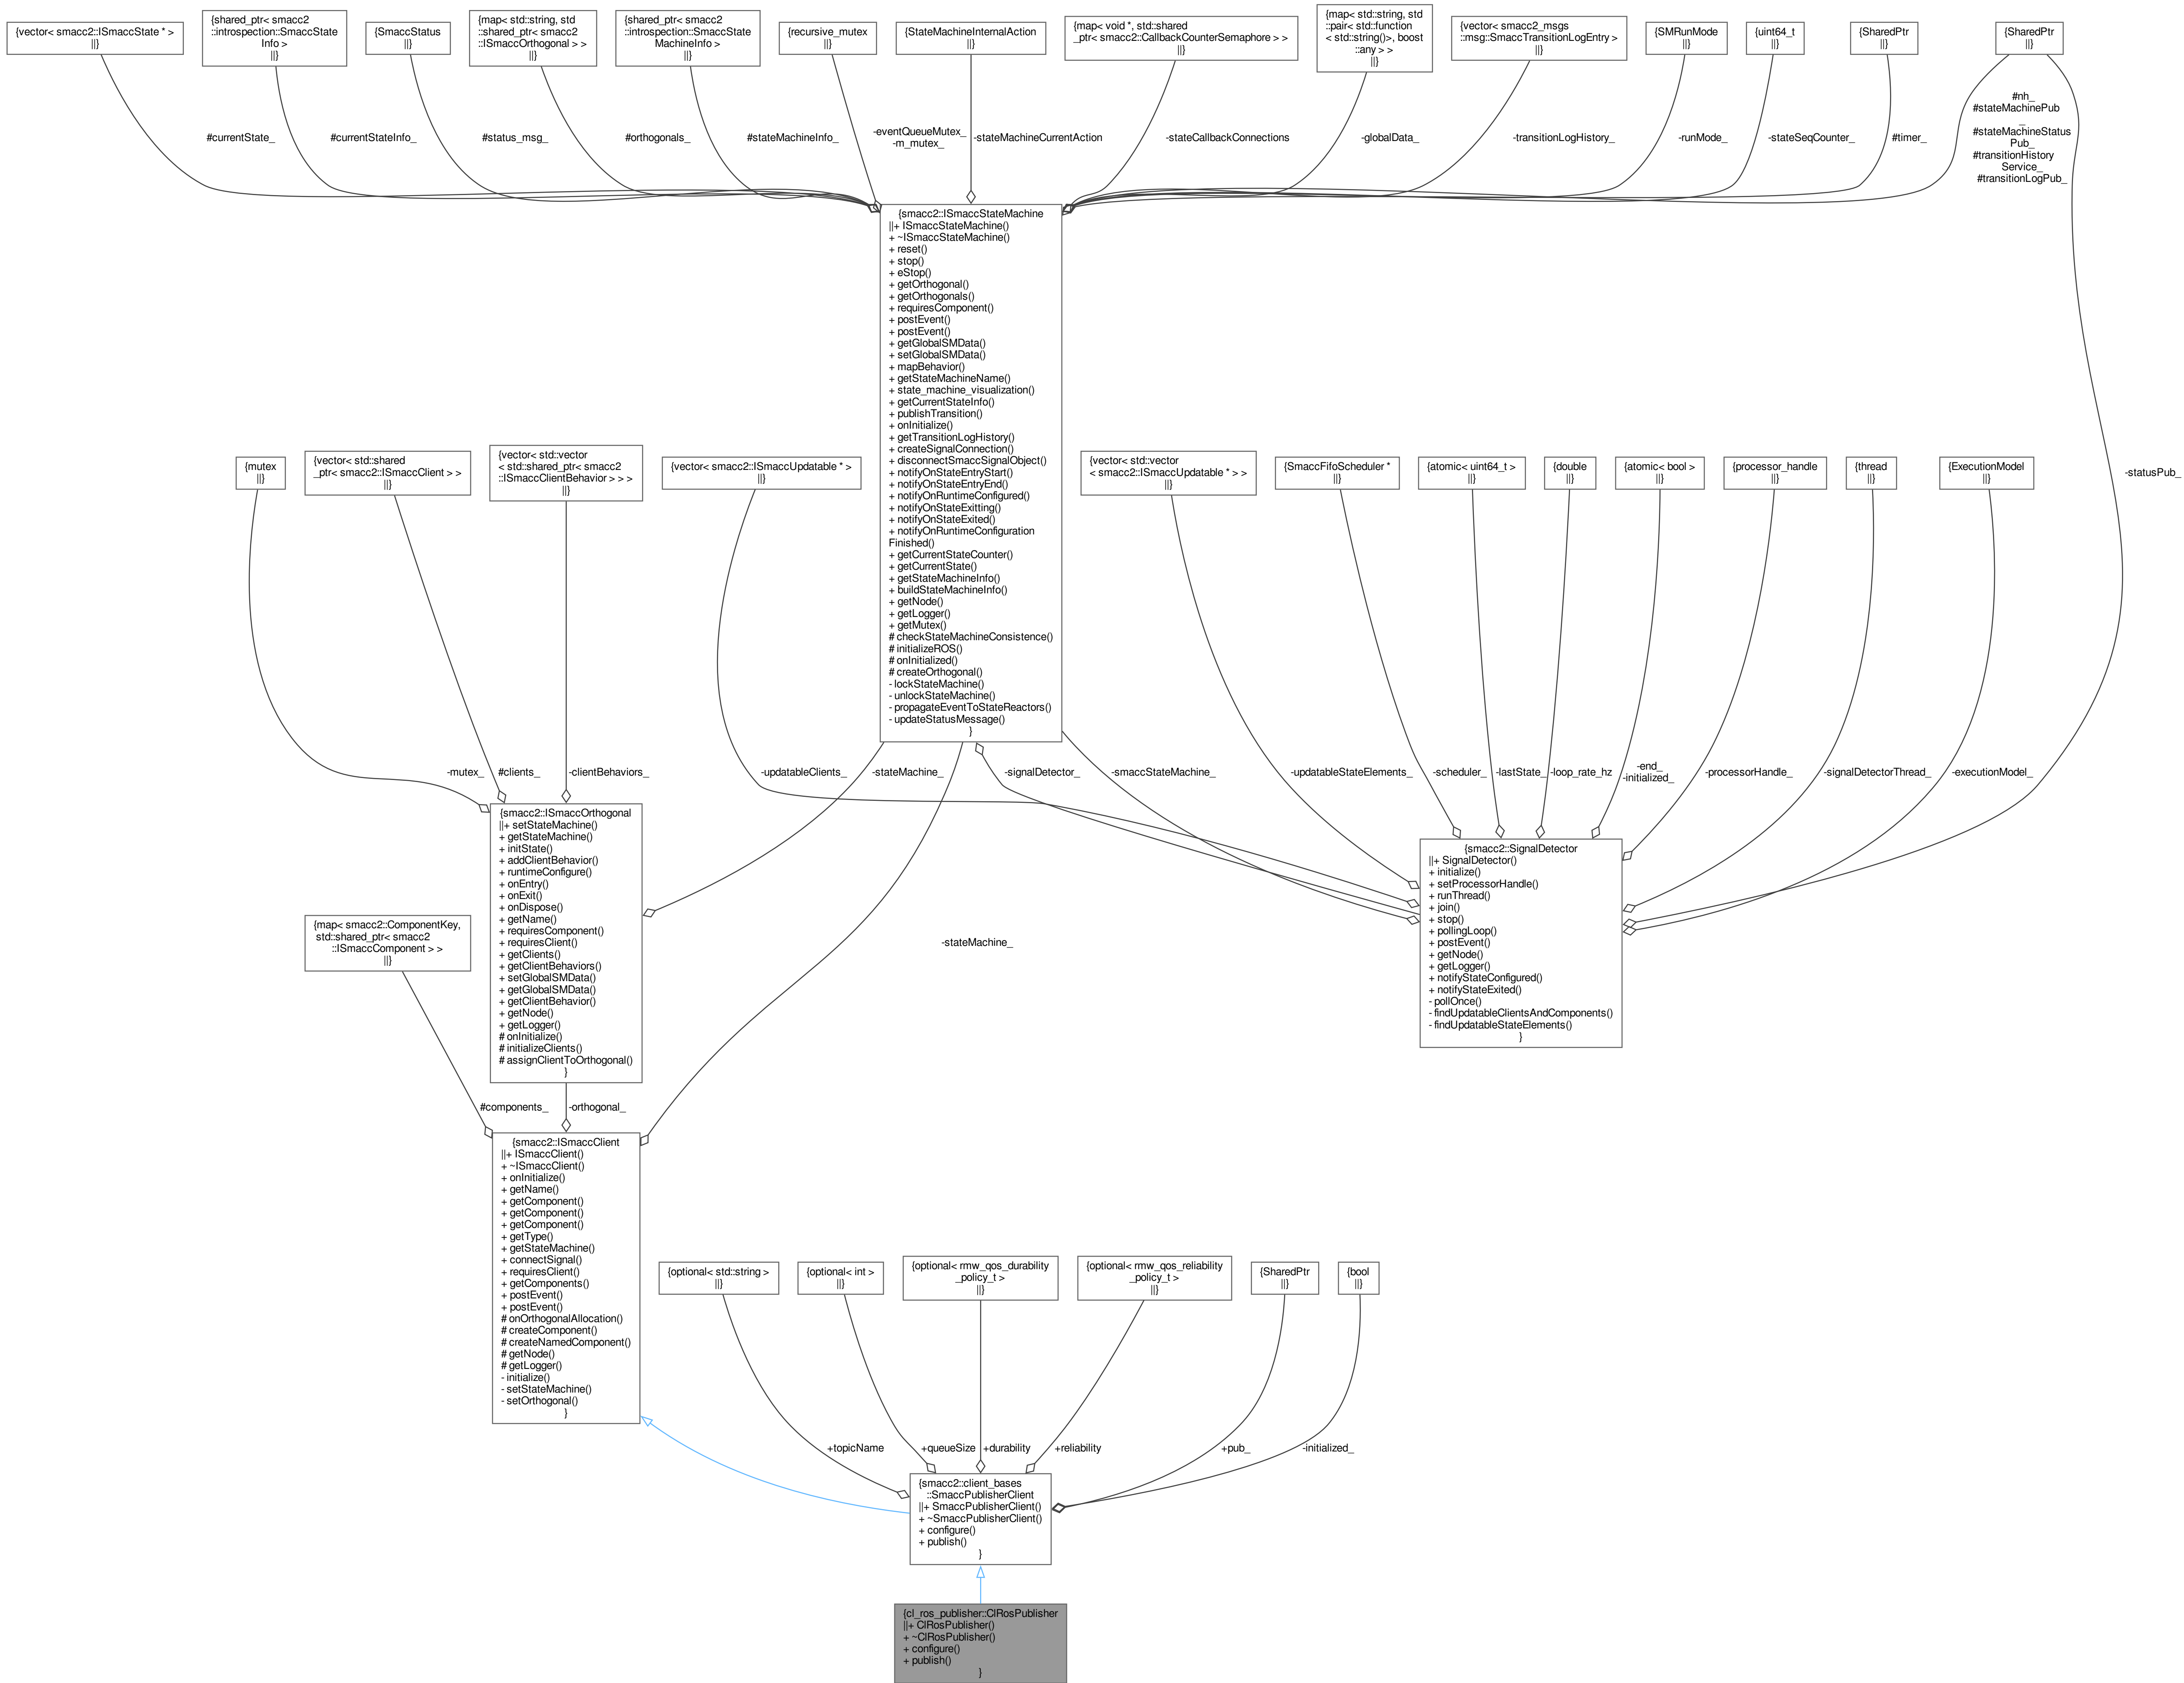 {vector< smacc2::ISmaccState * >
||}
{shared_ptr< smacc2
::introspection::SmaccState
Info >
||}
{SmaccStatus
||}
{map< std::string, std
::shared_ptr< smacc2
::ISmaccOrthogonal > >
||}
{shared_ptr< smacc2
::introspection::SmaccState
MachineInfo >
||}
{recursive_mutex
||}
{StateMachineInternalAction
||}
{map< void *, std::shared
_ptr< smacc2::CallbackCounterSemaphore > >
||}
{map< std::string, std
::pair< std::function
< std::string()>, boost
::any > >
||}
{vector< smacc2_msgs
::msg::SmaccTransitionLogEntry >
||}
{SMRunMode
||}
{uint64_t
||}
{SharedPtr
||}
{SharedPtr
||}
#currentState_
#currentStateInfo_
#status_msg_
#orthogonals_
#stateMachineInfo_
-eventQueueMutex_
-m_mutex_
-stateMachineCurrentAction
-stateCallbackConnections
-globalData_
-transitionLogHistory_
-runMode_
-stateSeqCounter_
#timer_
#nh_
#stateMachinePub
_
#stateMachineStatus
Pub_
#transitionHistory
Service_
#transitionLogPub_
{smacc2::ISmaccStateMachine
||+ ISmaccStateMachine()
+ ~ISmaccStateMachine()
+ reset()
+ stop()
+ eStop()
+ getOrthogonal()
+ getOrthogonals()
+ requiresComponent()
+ postEvent()
+ postEvent()
+ getGlobalSMData()
+ setGlobalSMData()
+ mapBehavior()
+ getStateMachineName()
+ state_machine_visualization()
+ getCurrentStateInfo()
+ publishTransition()
+ onInitialize()
+ getTransitionLogHistory()
+ createSignalConnection()
+ disconnectSmaccSignalObject()
+ notifyOnStateEntryStart()
+ notifyOnStateEntryEnd()
+ notifyOnRuntimeConfigured()
+ notifyOnStateExitting()
+ notifyOnStateExited()
+ notifyOnRuntimeConfiguration
Finished()
+ getCurrentStateCounter()
+ getCurrentState()
+ getStateMachineInfo()
+ buildStateMachineInfo()
+ getNode()
+ getLogger()
+ getMutex()
# checkStateMachineConsistence()
# initializeROS()
# onInitialized()
# createOrthogonal()
- lockStateMachine()
- unlockStateMachine()
- propagateEventToStateReactors()
- updateStatusMessage()
}
-statusPub_
{mutex
||}
{vector< std::shared
_ptr< smacc2::ISmaccClient > >
||}
{vector< std::vector
< std::shared_ptr< smacc2
::ISmaccClientBehavior > > >
||}
{vector< smacc2::ISmaccUpdatable * >
||}
{vector< std::vector
< smacc2::ISmaccUpdatable * > >
||}
{SmaccFifoScheduler *
||}
{atomic< uint64_t >
||}
{double
||}
{atomic< bool >
||}
{processor_handle
||}
{thread
||}
{ExecutionModel
||}
-mutex_
#clients_
-clientBehaviors_
-updatableClients_
-stateMachine_
-signalDetector_
-smaccStateMachine_
-updatableStateElements_
-scheduler_
-lastState_
-loop_rate_hz
-end_
-initialized_
-processorHandle_
-signalDetectorThread_
-executionModel_
{smacc2::ISmaccOrthogonal
||+ setStateMachine()
+ getStateMachine()
+ initState()
+ addClientBehavior()
+ runtimeConfigure()
+ onEntry()
+ onExit()
+ onDispose()
+ getName()
+ requiresComponent()
+ requiresClient()
+ getClients()
+ getClientBehaviors()
+ setGlobalSMData()
+ getGlobalSMData()
+ getClientBehavior()
+ getNode()
+ getLogger()
# onInitialize()
# initializeClients()
# assignClientToOrthogonal()
}
{smacc2::SignalDetector
||+ SignalDetector()
+ initialize()
+ setProcessorHandle()
+ runThread()
+ join()
+ stop()
+ pollingLoop()
+ postEvent()
+ getNode()
+ getLogger()
+ notifyStateConfigured()
+ notifyStateExited()
- pollOnce()
- findUpdatableClientsAndComponents()
- findUpdatableStateElements()
}
{map< smacc2::ComponentKey,
std::shared_ptr< smacc2
::ISmaccComponent > >
||}
-stateMachine_
#components_
-orthogonal_
{smacc2::ISmaccClient
||+ ISmaccClient()
+ ~ISmaccClient()
+ onInitialize()
+ getName()
+ getComponent()
+ getComponent()
+ getComponent()
+ getType()
+ getStateMachine()
+ connectSignal()
+ requiresClient()
+ getComponents()
+ postEvent()
+ postEvent()
# onOrthogonalAllocation()
# createComponent()
# createNamedComponent()
# getNode()
# getLogger()
- initialize()
- setStateMachine()
- setOrthogonal()
}
{optional< std::string >
||}
{optional< int >
||}
{optional< rmw_qos_durability
_policy_t >
||}
{optional< rmw_qos_reliability
_policy_t >
||}
{SharedPtr
||}
{bool
||}
+topicName
+queueSize
+durability
+reliability
+pub_
-initialized_
{smacc2::client_bases
::SmaccPublisherClient
||+ SmaccPublisherClient()
+ ~SmaccPublisherClient()
+ configure()
+ publish()
}
{cl_ros_publisher::ClRosPublisher
||+ ClRosPublisher()
+ ~ClRosPublisher()
+ configure()
+ publish()
}